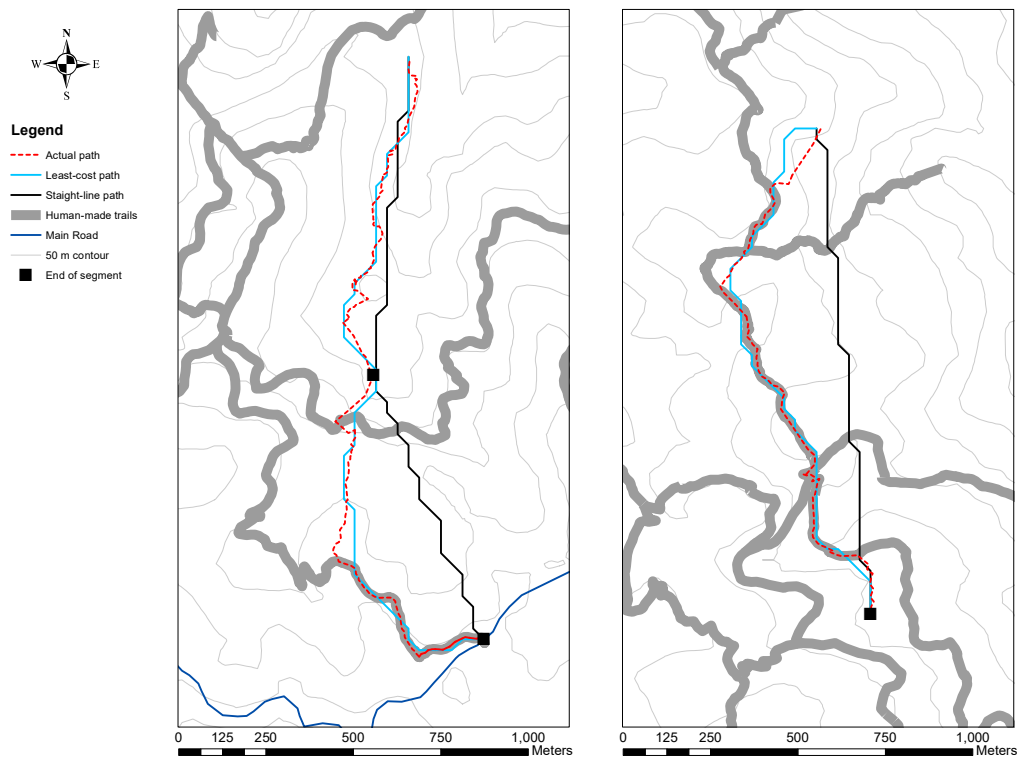 N
W E
S
Legend
Actual path
Least-cost path
Staight-line path
Human-made trails
Main Road
50 m contour
End of segment
0 125 250 500 750 1,000
Meters
0 125 250 500 750 1,000
Meters